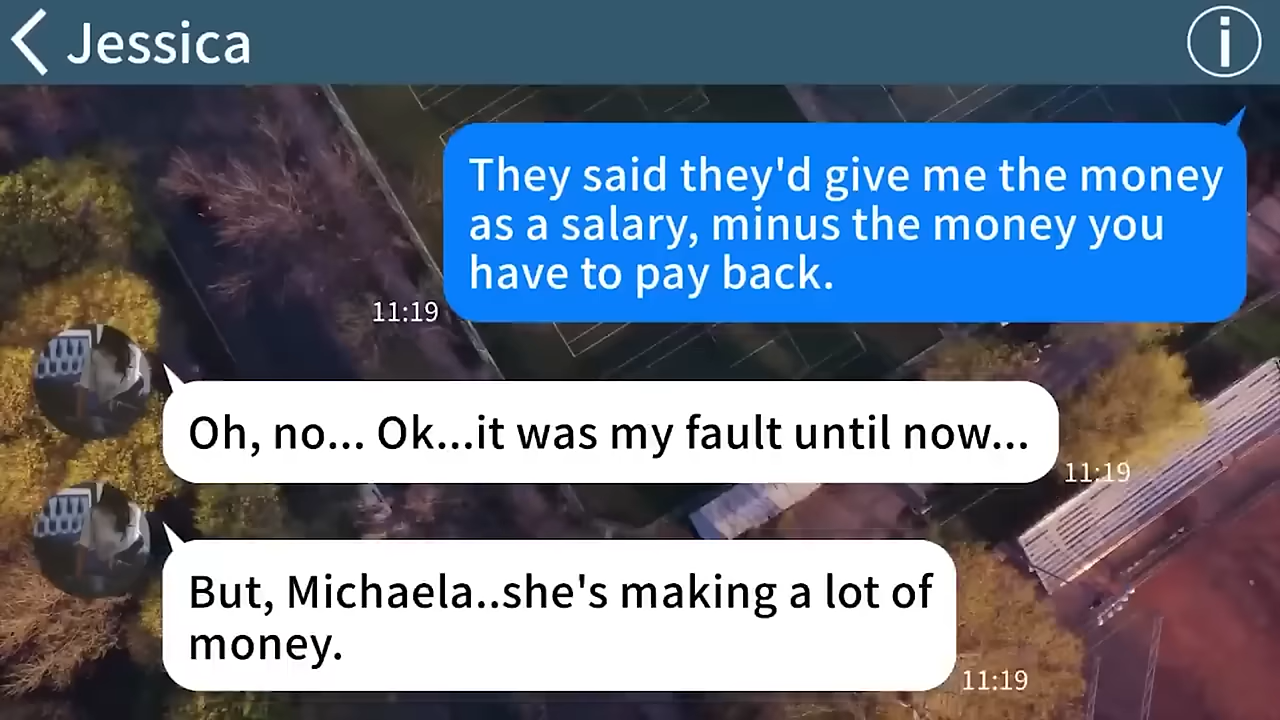 Jessica
They said they'd give me the money
as a salary, minus the money you
have to pay back.
11:19
Oh, no... Ok...it was my fault until now...
11:19
But, Michaela..she's making a lot of
money.
11:19